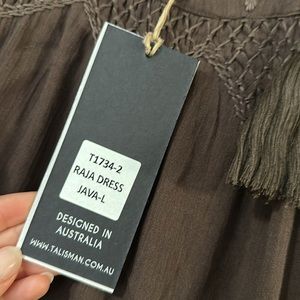 T1734-2
RAJA DRESS
JAVA-L
DESIGNED IN
AUSTRALIA
WWW.TALISMAN.COM.AU